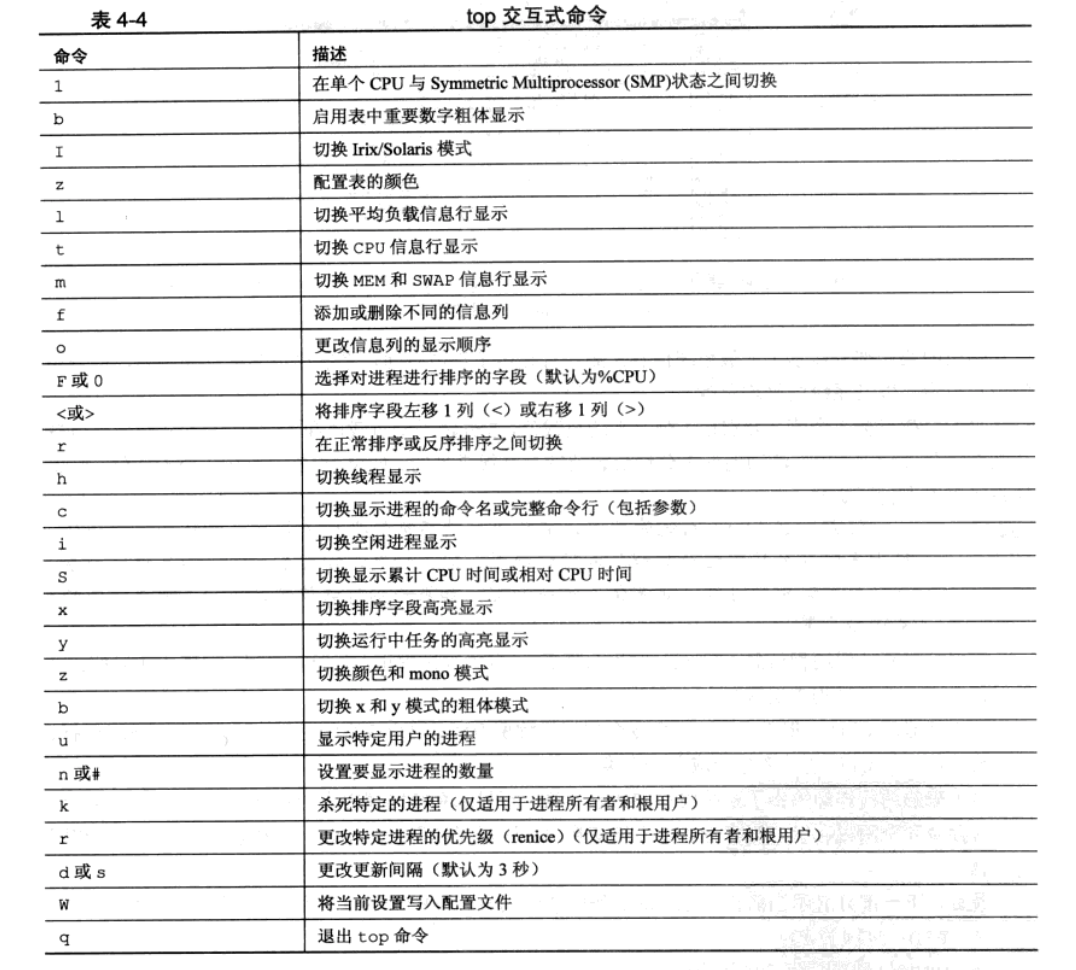 表 4-4 top 交互式命令
命令 描述
1 在单个 CPU 与 Symmetric Multiprocessor (SMP)状态之间切换
b 启用表中重要数字粗体显示
I 切换 Irix/Solaris 模式
z 配置表的颜色
l 切换平均负载信息行显示
t 切换 CPU 信息行显示
m 切换 MEM 和 SWAP 信息行显示
f 添加或删除不同的信息列
o 更改信息列的显示顺序
F 或 O 选择对进程进行排序的字段（默认为%CPU）
<或> 将排序字段左移 1 列（<）或右移 1 列（>）
r 在正常排序或反序排序之间切换
h 切换线程显示
c 切换显示进程的命令名或完整命令行（包括参数）
i 切换空闲进程显示
S 切换显示累计 CPU 时间或相对 CPU 时间
x 切换排序字段高亮显示
y 切换运行中任务的高亮显示
z 切换颜色和 mono 模式
b 切换 x 和 y 模式的粗体模式
u 显示特定用户的进程
n 或# 设置要显示进程的数量
k 杀死特定的进程（仅适用于进程所有者和根用户）
r 更改特定进程的优先级（renice）（仅适用于进程所有者和根用户）
d 或 s 更改更新间隔（默认为 3 秒）
W 将当前设置写入配置文件
q 退出 top 命令